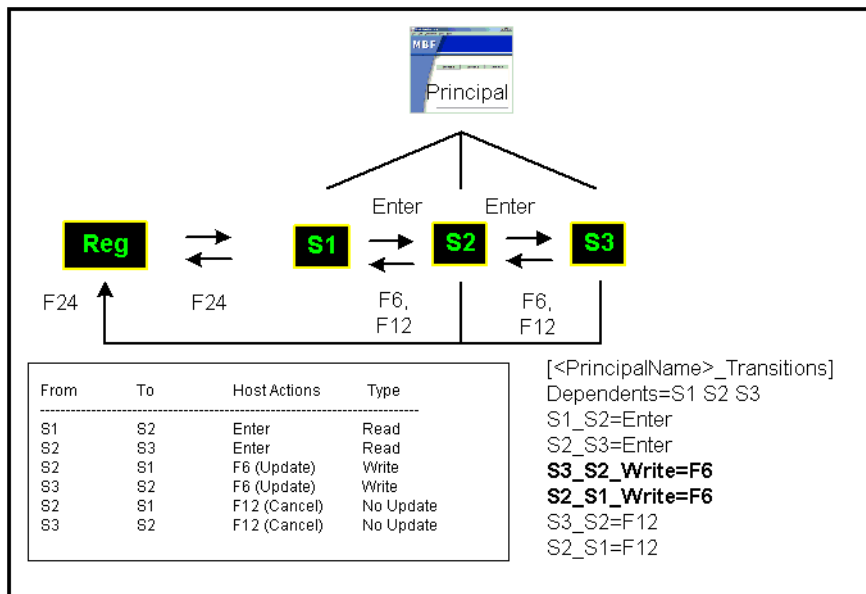 MBF
Principal
Enter Enter
Reg S1 S2 S3
F24 F24 F6, F12 F6, F12
From To Host Actions Type
S1 S2 Enter Read
S2 S3 Enter Read
S2 S1 F6 (Update) Write
S3 S2 F6 (Update) Write
S2 S1 F12 (Cancel) No Update
S3 S2 F12 (Cancel) No Update
[<PrincipalName>_Transitions]
Dependents=S1 S2 S3
S1_S2=Enter
S2_S3=Enter
S3_S2_Write=F6
S2_S1_Write=F6
S3_S2=F12
S2_S1=F12